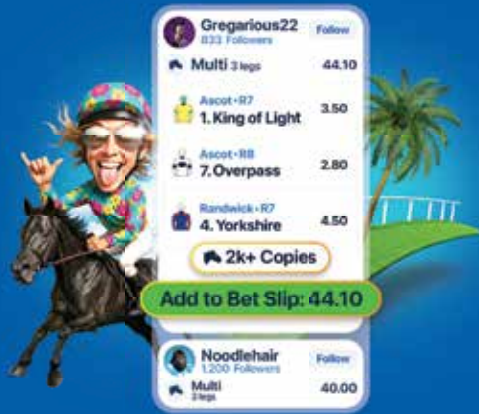 Gregarious22 Follow
833 Followers
Multi 3 legs 44.10
Ascot•R7
1. King of Light 3.50
Ascot•R8
7. Overpass 2.80
Randwick•R7
4. Yorkshire 4.50
2k+ Copies
Add to Bet Slip: 44.10
Noodlehair Follow
1,200 Followers
Multi 40.00
3 legs